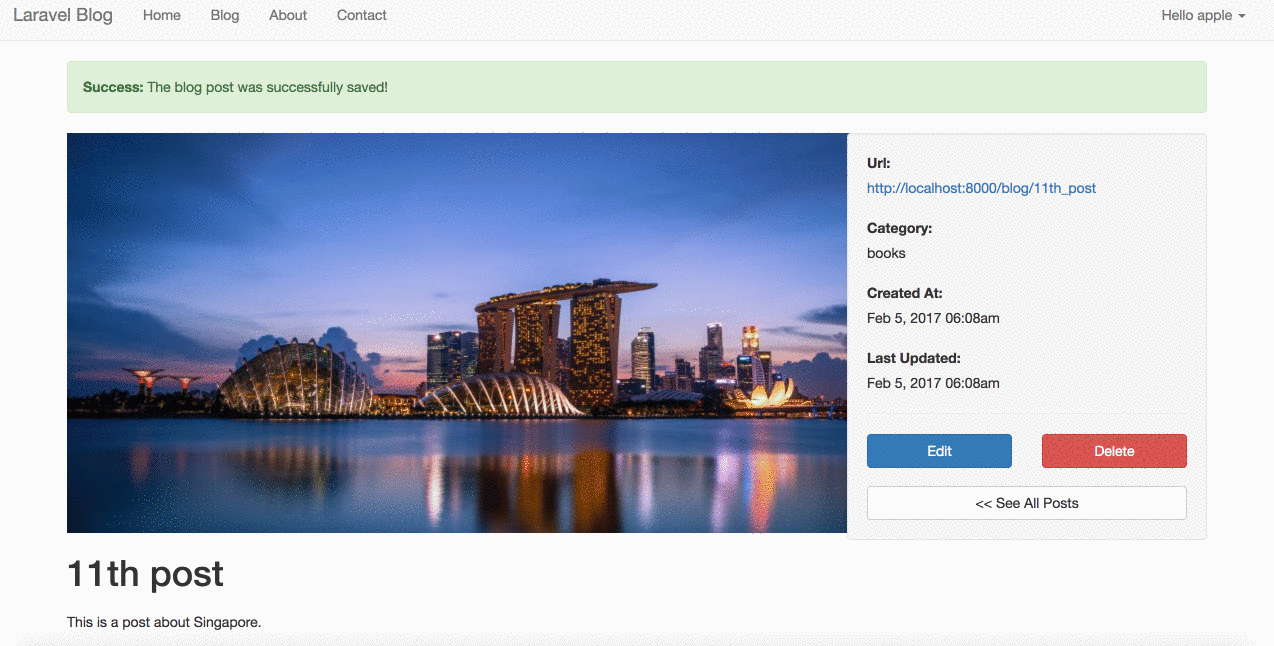 Laravel Blog Home Blog About Contact Hello apple
Success: The blog post was successfully saved!
Url:
http://localhost:8000/blog/11th_post
Category:
books
Created At:
Feb 5, 2017 06:08am
Last Updated:
Feb 5, 2017 06:08am
Edit Delete
<< See All Posts
11th post
This is a post about Singapore.